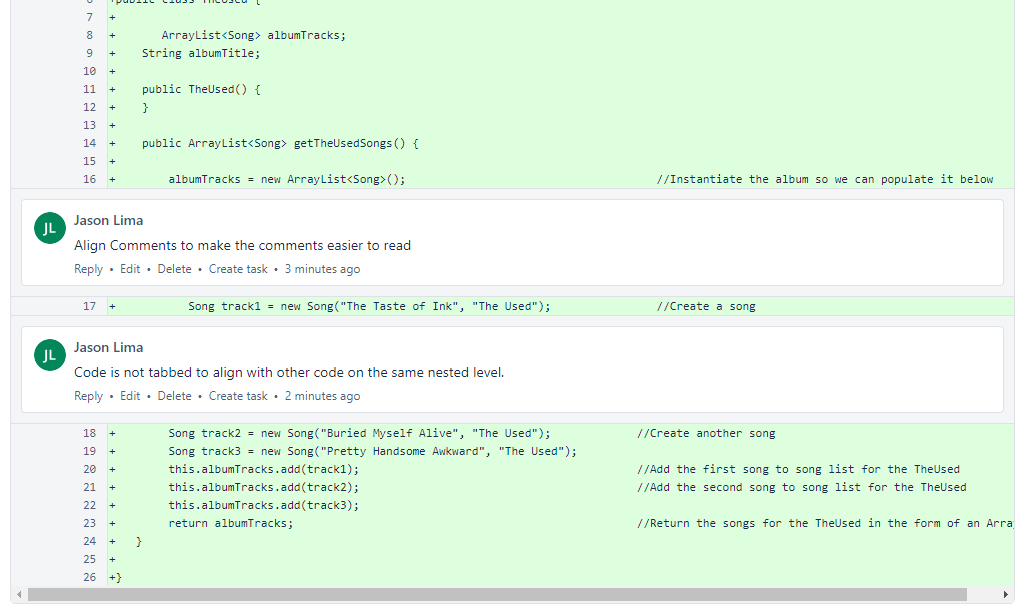 6 +public class TheUsed {
7 +
8 + ArrayList<Song> albumTracks;
9 + String albumTitle;
10 +
11 + public TheUsed() {
12 + }
13 +
14 + public ArrayList<Song> getTheUsedSongs() {
15 +
16 + albumTracks = new ArrayList<Song>(); //Instantiate the album so we can populate it below
JL Jason Lima
Align Comments to make the comments easier to read
Reply • Edit • Delete • Create task • 3 minutes ago
17 + Song track1 = new Song("The Taste of Ink", "The Used"); //Create a song
JL Jason Lima
Code is not tabbed to align with other code on the same nested level.
Reply • Edit • Delete • Create task • 2 minutes ago
18 + Song track2 = new Song("Buried Myself Alive", "The Used"); //Create another song
19 + Song track3 = new Song("Pretty Handsome Awkward", "The Used");
20 + this.albumTracks.add(track1); //Add the first song to song list for the TheUsed
21 + this.albumTracks.add(track2); //Add the second song to song list for the TheUsed
22 + this.albumTracks.add(track3);
23 + return albumTracks; //Return the songs for the TheUsed in the form of an Arra
24 + }
25 +
26 +}